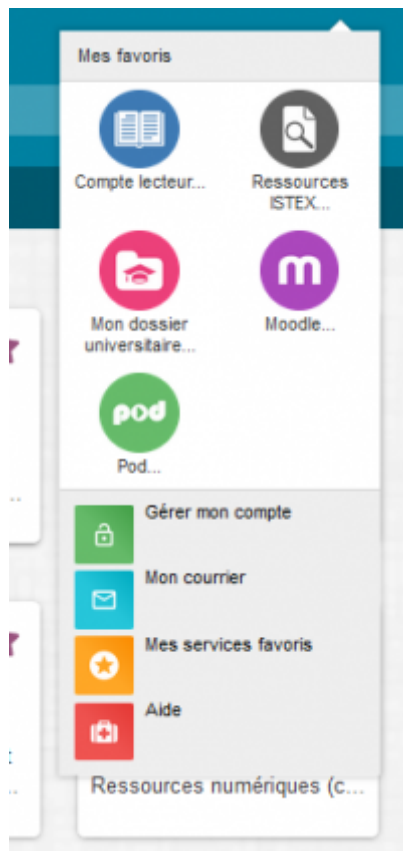 Mes favoris
Compte lecteur...
Ressources
ISTEX...
Mon dossier
universitaire...
m
Moodle...
pod
Pod...
Gérer mon compte
Mon courrier
Mes services favoris
Aide
Ressources numériques (c...